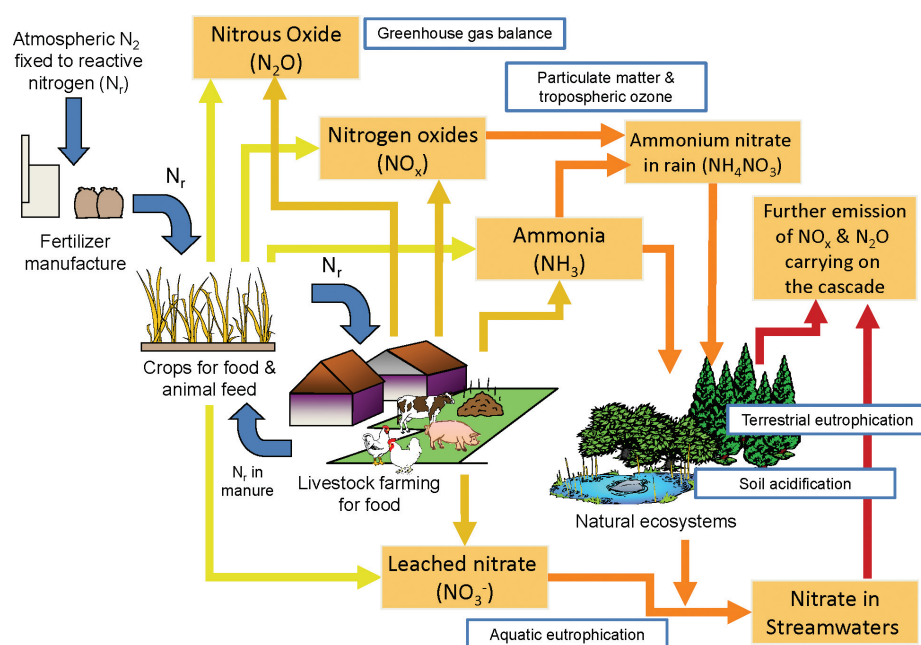 Atmospheric N₂
fixed to reactive
nitrogen (Nᵣ)
Nitrous Oxide
(N₂O)
Greenhouse gas balance
Particulate matter &
tropospheric ozone
Nitrogen oxides
(NOₓ)
Ammonium nitrate
in rain (NH₄NO₃)
Nᵣ
Fertilizer
manufacture
Ammonia
(NH₃)
Further emission
of NOₓ & N₂O
carrying on
the cascade
Nᵣ
Crops for food &
animal feed
Terrestrial eutrophication
Nᵣ in
manure
Livestock farming
for food
Soil acidification
Natural ecosystems
Leached nitrate
(NO₃⁻)
Nitrate in
Streamwaters
Aquatic eutrophication